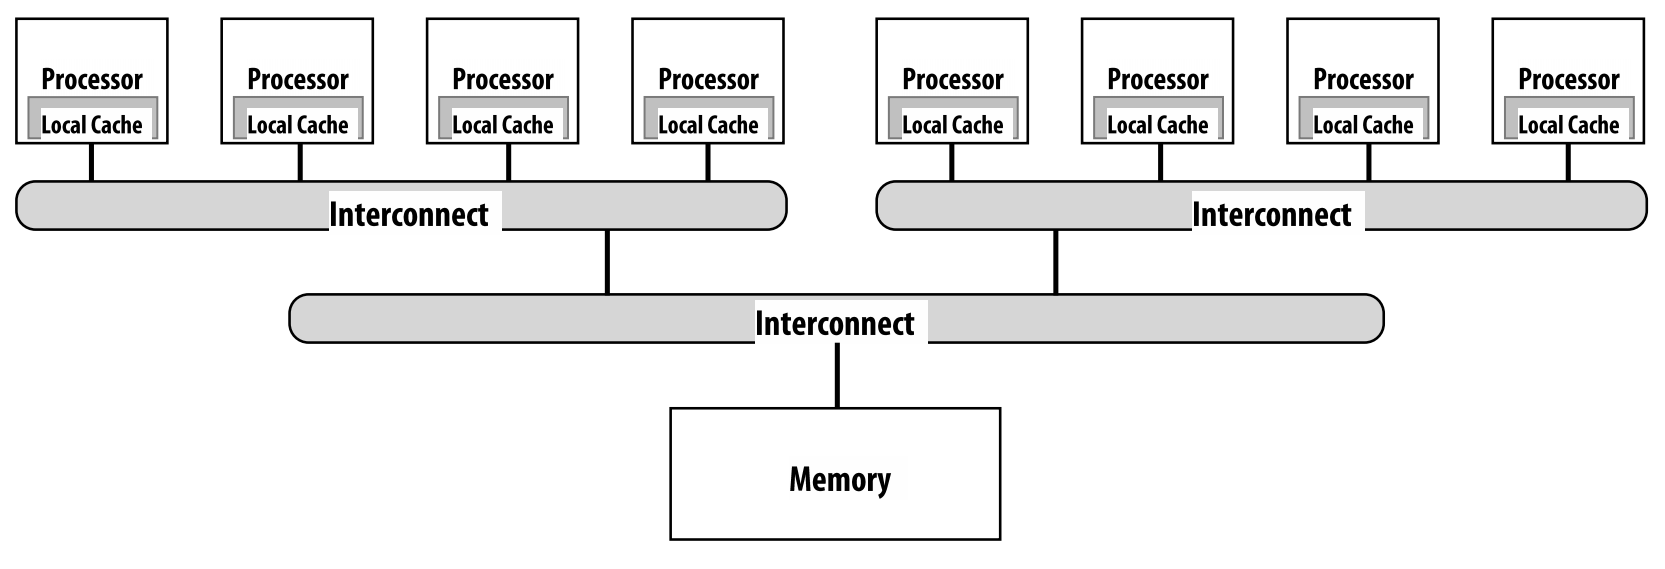 Processor Processor Processor Processor Processor Processor Processor Processor
Local Cache Local Cache Local Cache Local Cache Local Cache Local Cache Local Cache Local Cache
Interconnect Interconnect
Interconnect
Memory